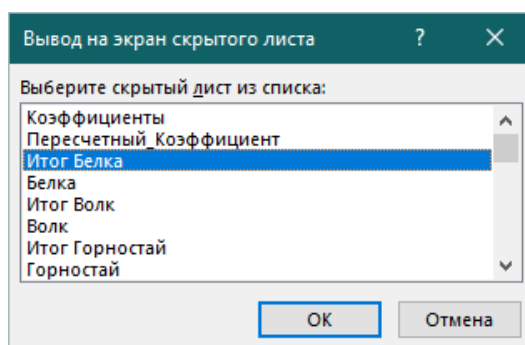 Вывод на экран скрытого листа ?
Выберите скрытый лист из списка:
Коэффициенты
Пересчетный_Коэффициент
Итог Белка
Белка
Итог Волк
Волк
Итог Горностай
Горностай
ОК Отмена